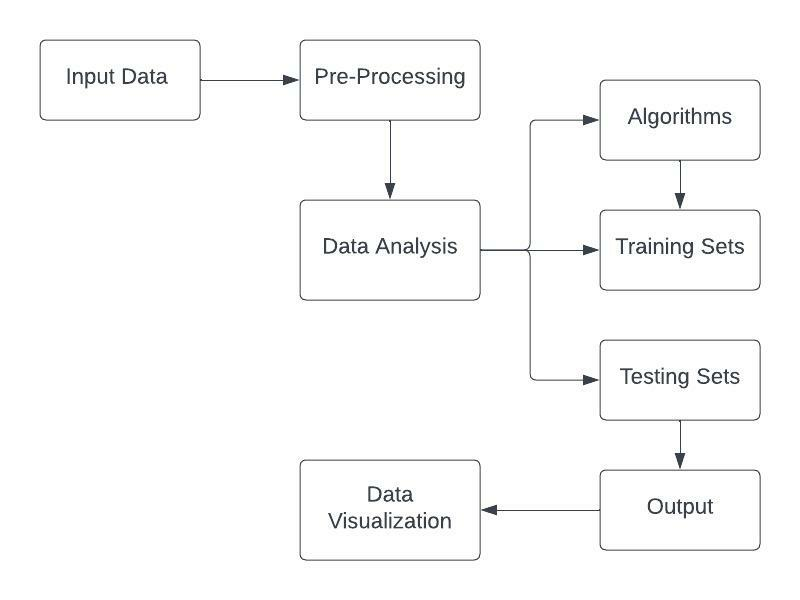 Input Data
Pre-Processing
Algorithms
Data Analysis
Training Sets
Testing Sets
Data
Visualization
Output